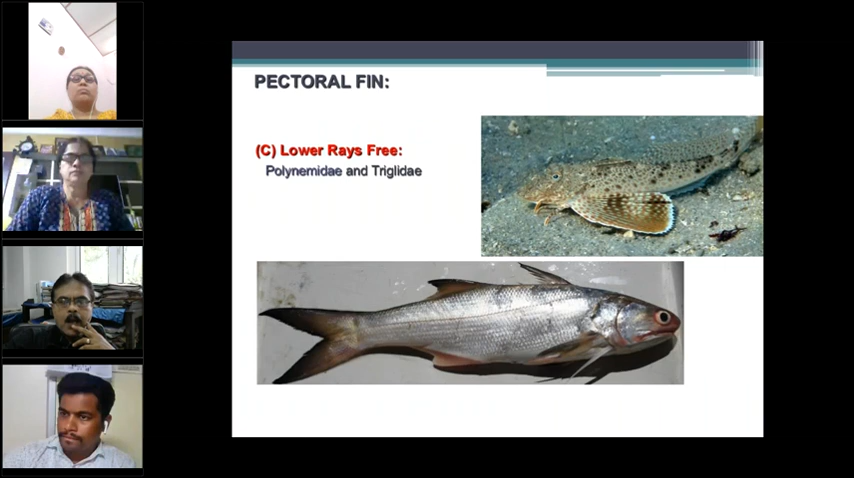 PECTORAL FIN:
(C) Lower Rays Free:
Polynemidae and Triglidae